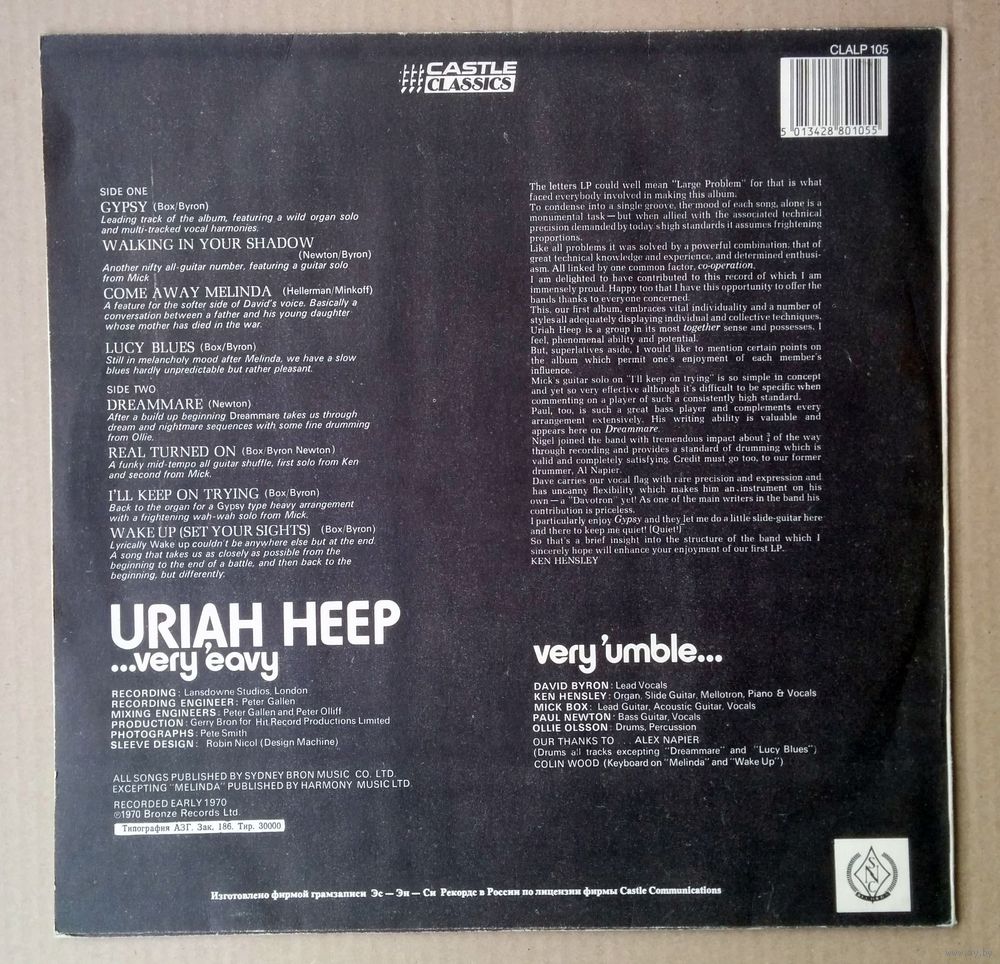 CASTLE
CLASSICS
CLALP 105
5 013428 801055
SIDE ONE
GYPSY (Box/Byron)
Leading track of the album, featuring a wild organ solo
and multi-tracked vocal harmonies.
WALKING IN YOUR SHADOW
(Newton/Byron)
Another nifty all-guitar number, featuring a guitar solo
from Mick
COME AWAY MELINDA (Hellerman/Minkoff)
A feature for the softer side of David's voice. Basically a
conversation between a father and his young daughter
whose mother has died in the war.
LUCY BLUES (Box/Byron)
Still in melancholy mood after Melinda, we have a slow
blues hardly unpredictable but rather pleasant.
SIDE TWO
DREAMMARE (Newton)
After a build up beginning Dreammare takes us through
dream and nightmare sequences with some fine drumming
from Ollie.
REAL TURNED ON (Box/Byron Newton)
A funky mid-tempo all guitar shuffle, first solo from Ken
and second from Mick.
I'LL KEEP ON TRYING (Box/Byron)
Back to the organ for a Gypsy type heavy arrangement
with a frightening wah-wah solo from Mick.
WAKE UP (SET YOUR SIGHTS) (Box/Byron)
Lyrically Wake up couldn't be anywhere else but at the end.
A song that takes us as closely as possible from the
beginning to the end of a battle, and then back to the
beginning, but differently.
The letters LP could well mean "Large Problem" for that is what
faced everybody involved in making this album.
To condense into a single groove, the mood of each song, alone is a
monumental task — but when allied with the associated technical
precision demanded by today's high standards it assumes frightening
proportions.
Like all problems it was solved by a powerful combination, that of
great technical knowledge and experience, and determined enthusi-
asm. All linked by one common factor, co-operation.
I am delighted to have contributed to this record of which I am
immensely proud. Happy too that I have this opportunity to offer the
bands thanks to everyone concerned.
This, our first album, embraces vital individuality and a number of
styles all adequately displaying individual and collective techniques.
Uriah Heep is a group in its most together sense and possesses, I
feel, phenomenal ability and potential.
But, superlatives aside, I would like to mention certain points on
the album which permit one's enjoyment of each member's
influence.
Mick's guitar solo on "I'll keep on trying" is so simple in concept
and yet so very effective although it's difficult to be specific when
commenting on a player of such a consistently high standard.
Paul, too, is such a great bass player and complements every
arrangement extensively. His writing ability is valuable and
appears here on Dreammare.
Nigel joined the band with tremendous impact about ¾ of the way
through recording and provides a standard of drumming which is
valid and completely satisfying. Credit must go too, to our former
drummer, Al Napier.
Dave carries our vocal flag with rare precision and expression and
has uncanny flexibility which makes him an instrument on his
own — a "Davotron" yet! As one of the main writers in the band his
contribution is priceless.
I particularly enjoy Gypsy and they let me do a little slide-guitar here
and there to keep me quiet! (Quiet!)
So that's a brief insight into the structure of the band which I
sincerely hope will enhance your enjoyment of our first LP.
KEN HENSLEY
URIAH HEEP
...very 'eavy
very 'umble...
RECORDING: Lansdowne Studios, London
RECORDING ENGINEER: Peter Gallen
MIXING ENGINEERS: Peter Gallen and Peter Olliff
PRODUCTION: Gerry Bron for Hit Record Productions Limited
PHOTOGRAPHS: Pete Smith
SLEEVE DESIGN: Robin Nicol (Design Machine)
DAVID BYRON: Lead Vocals
KEN HENSLEY: Organ, Slide Guitar, Mellotron, Piano & Vocals
MICK BOX: Lead Guitar, Acoustic Guitar, Vocals
PAUL NEWTON: Bass Guitar, Vocals
OLLIE OLSSON: Drums, Percussion
OUR THANKS TO ALEX NAPIER
(Drums all tracks excepting "Dreammare" and "Lucy Blues")
COLIN WOOD (Keyboard on "Melinda" and "Wake Up")
ALL SONGS PUBLISHED BY SYDNEY BRON MUSIC CO. LTD.
EXCEPTING "MELINDA" PUBLISHED BY HARMONY MUSIC LTD.
RECORDED EARLY 1970
℗1970 Bronze Records Ltd.
Типография АЗГ. Зак. 186. Тир. 30000
Изготовлено фирмой грамзаписи Эс — Эн — Си Рекордс в России по лицензии фирмы Castle Communications
SNC